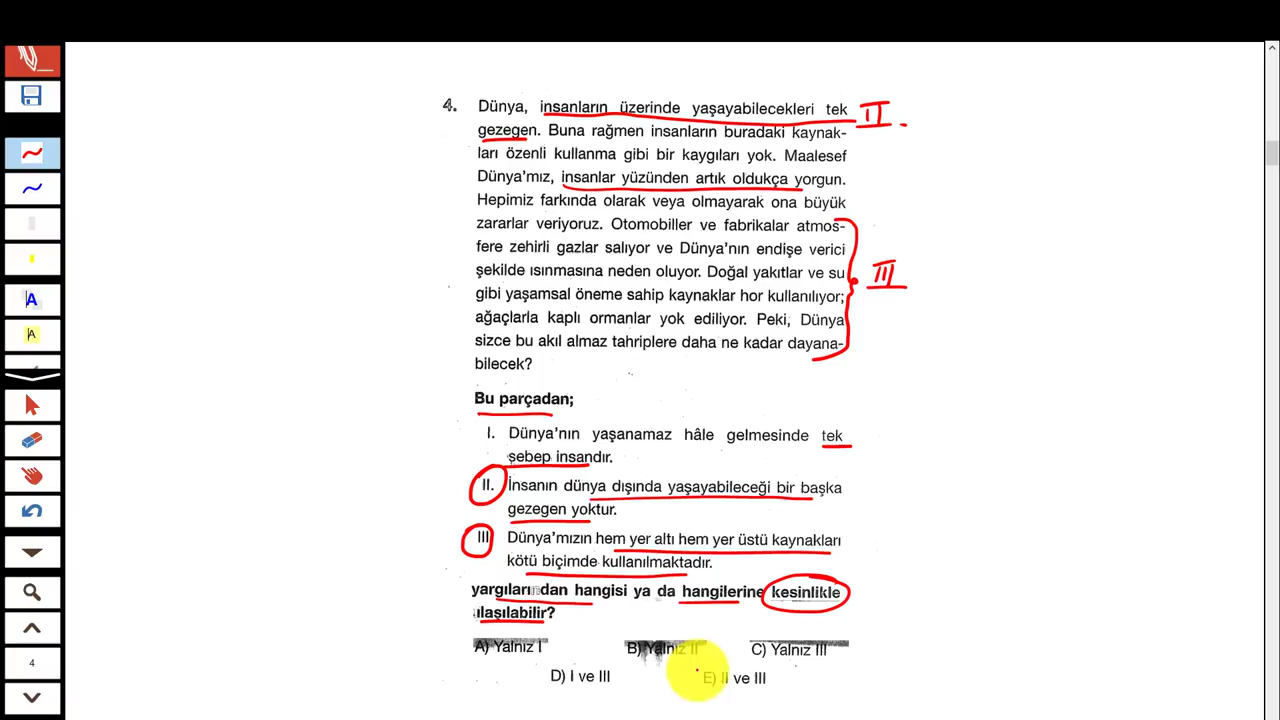 4. Dünya, insanların üzerinde yaşayabilecekleri tek II.
gezegen. Buna rağmen insanların buradaki kaynak-
ları özenli kullanma gibi bir kaygıları yok. Maalesef
Dünya’mız, insanlar yüzünden artık oldukça yorgun.
Hepimiz farkında olarak veya olmayarak ona büyük
zararlar veriyoruz. Otomobiller ve fabrikalar atmos-
fere zehirli gazlar salıyor ve Dünya’nın endişe verici
şekilde ısınmasına neden oluyor. Doğal yakıtlar ve su III
gibi yaşamsal öneme sahip kaynaklar hor kullanılıyor;
ağaçlarla kaplı ormanlar yok ediliyor. Peki, Dünya
sizce bu akıl almaz tahriplere daha ne kadar dayana-
bilecek?
Bu parçadan;
I. Dünya’nın yaşanamaz hâle gelmesinde tek
şebep insandır.
II. İnsanın dünya dışında yaşayabileceği bir başka
gezegen yoktur.
III Dünya’mızın hem yer altı hem yer üstü kaynakları
kötü biçimde kullanılmaktadır.
yargılarından hangisi ya da hangilerine kesinlikle
ulaşılabilir?
A) Yalnız I B) Yalnız II C) Yalnız III
D) I ve III E) II ve III
A
A
4